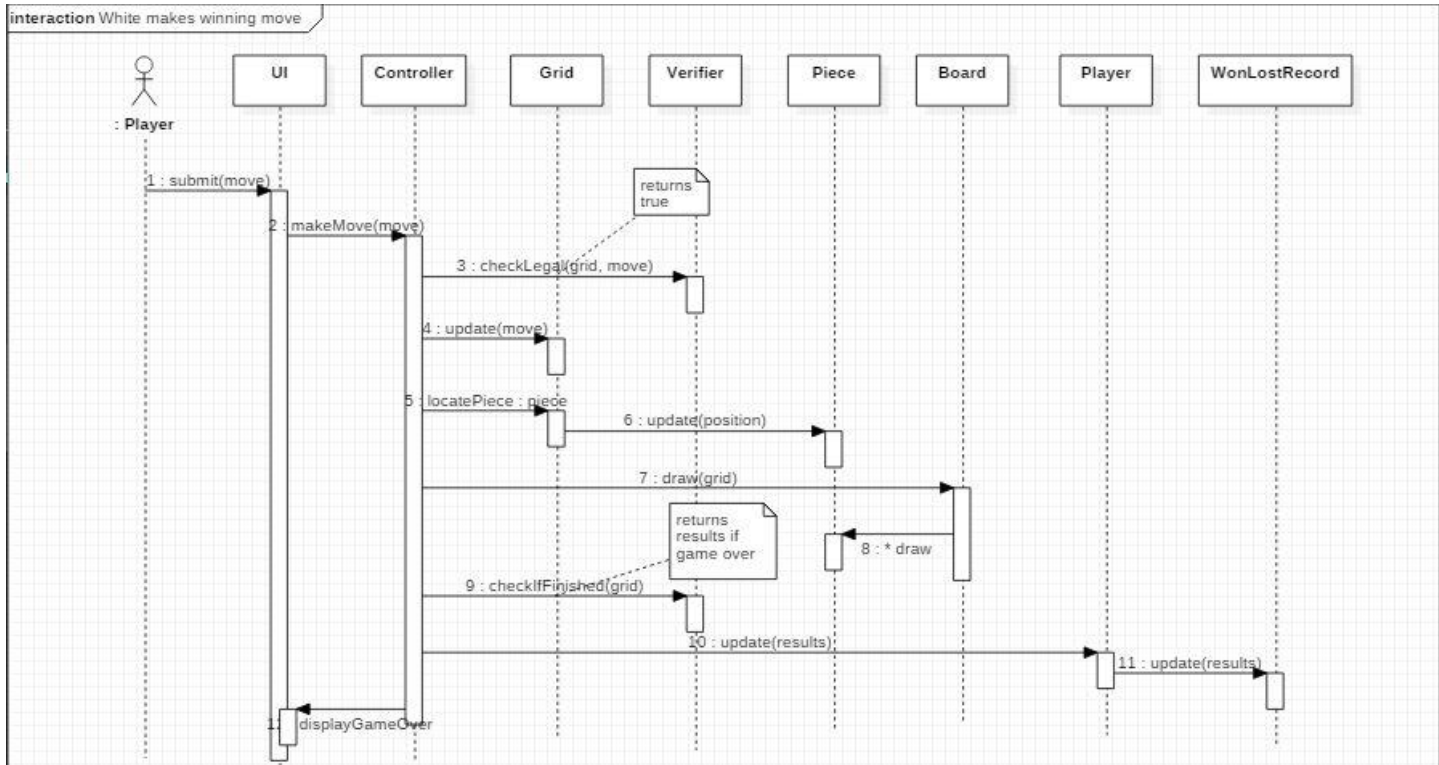 interaction White makes winning move
UI
Controller
Grid
Verifier
Piece
Board
Player
WonLostRecord
: Player
1 : submit(move)
returns
true
2 : makeMove(move)
3 : checkLegal(grid, move)
4 : update(move)
5 : locatePiece : piece
6 : update(position)
7 : draw(grid)
returns
results if
game over
8 : * draw
9 : checkIfFinished(grid)
10 : update(results)
11 : update(results)
12 : displayGameOver